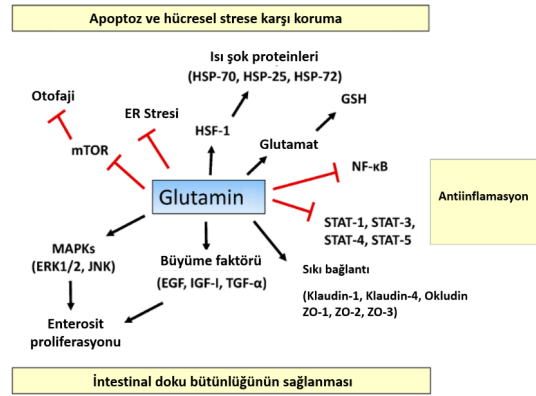 Apoptoz ve hücresel strese karşı koruma
Isı şok proteinleri
(HSP-70, HSP-25, HSP-72)
Otofaji
ER Stresi
GSH
HSF-1
mTOR
Glutamat
NF-κB
Glutamin
Antiinflamasyon
STAT-1, STAT-3,
STAT-4, STAT-5
MAPKs
(ERK1/2, JNK)
Büyüme faktörü
(EGF, IGF-I, TGF-α)
Sıkı bağlantı
(Klaudin-1, Klaudin-4, Okludin
ZO-1, ZO-2, ZO-3)
Enterosit
proliferasyonu
İntestinal doku bütünlüğünün sağlanması